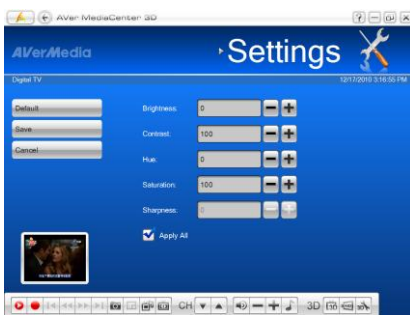 AVer MediaCenter 3D
AVerMedia
Settings
Digital TV
12/17/2010 3:16:55 PM
Default
Brightness: 0
Save
Contrast: 100
Cancel
Hue: 0
Saturation: 100
Sharpness: 0
Apply All
CH
3D